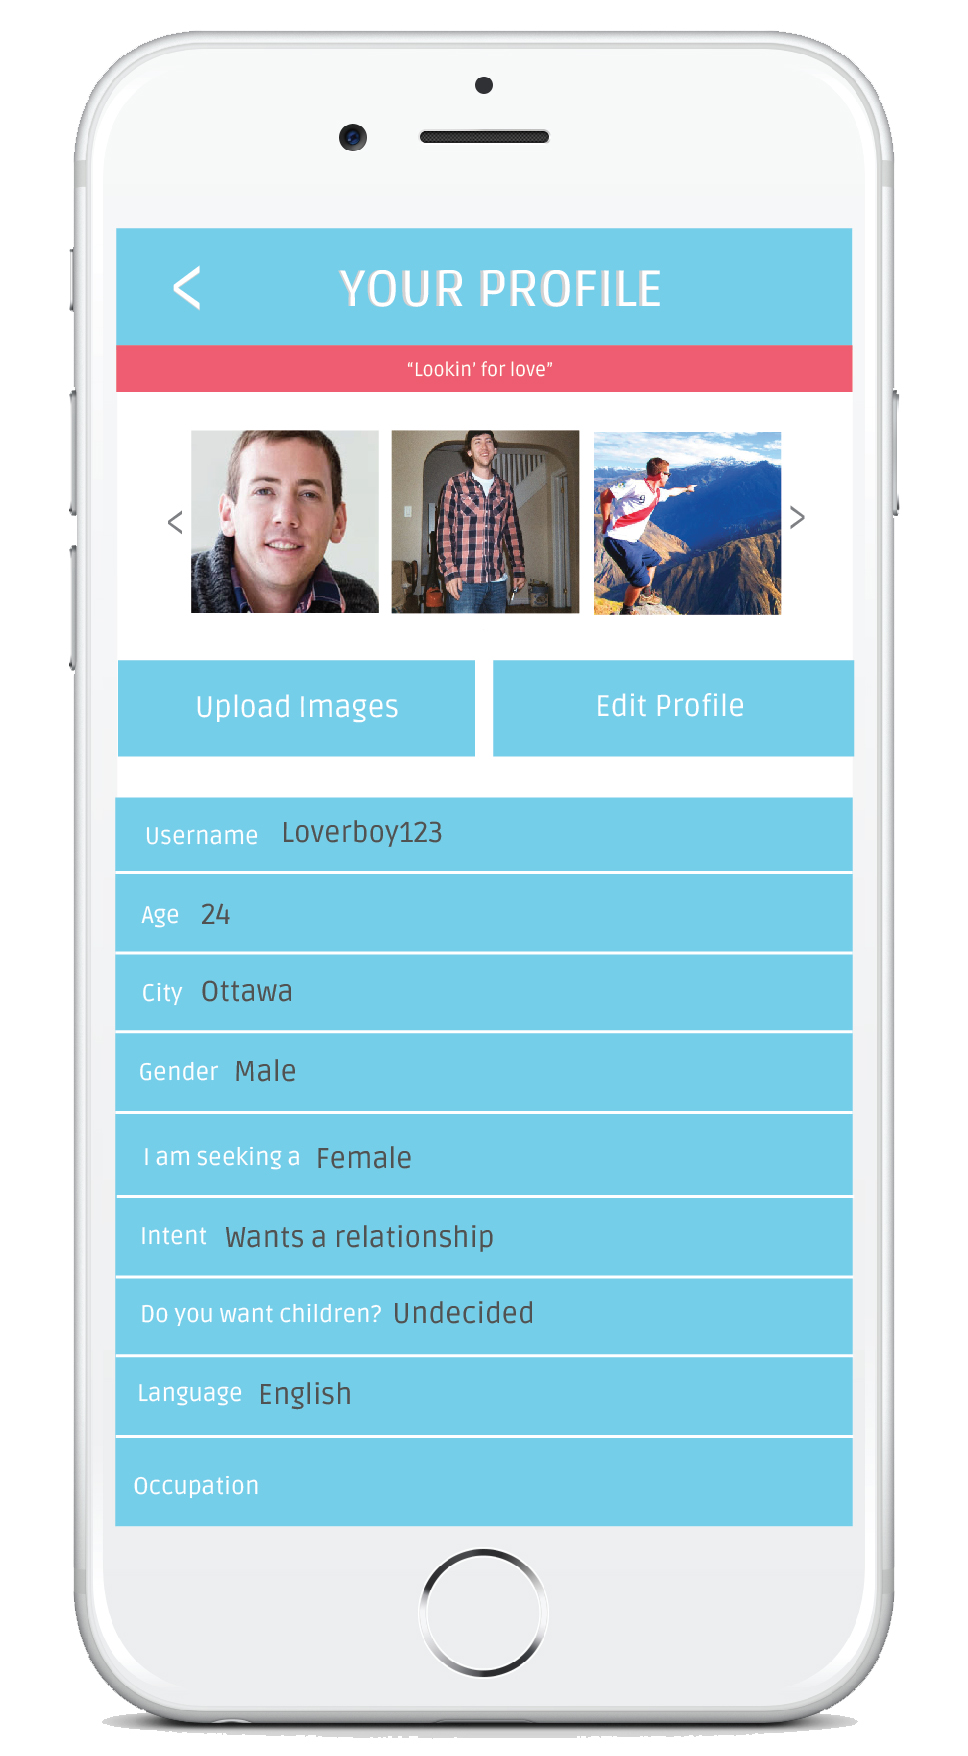 YOUR PROFILE
“Lookin’ for love”
Upload Images
Edit Profile
Username Loverboy123
Age 24
City Ottawa
Gender Male
I am seeking a Female
Intent Wants a relationship
Do you want children? Undecided
Language English
Occupation